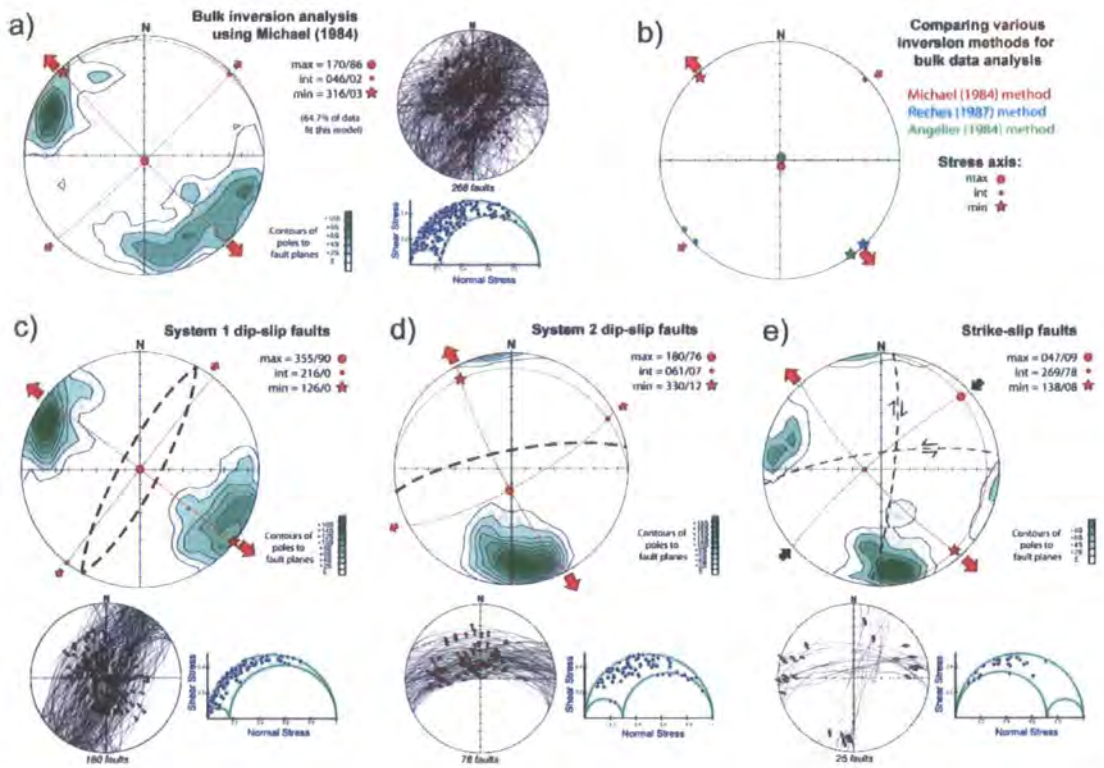 a)
Bulk inversion analysis
using Michael (1984)
N
max = 170/86
int = 046/02
min = 316/03
(64.7% of data
fit this model)
Contours of
poles to
fault planes
N
268 faults
Shear Stress
Normal Stress
b)
N
Comparing various
inversion methods for
bulk data analysis
Michael (1984) method
Reches (1987) method
Angelier (1984) method
Stress axis:
max
int
min
c)
System 1 dip-slip faults
N
max = 355/90
int = 216/0
min = 126/0
Contours of
poles to
fault planes
N
180 faults
Shear Stress
Normal Stress
d)
System 2 dip-slip faults
N
max = 180/76
int = 061/07
min = 330/12
Contours of
poles to
fault planes
N
78 faults
Shear Stress
Normal Stress
e)
Strike-slip faults
N
max = 047/09
int = 269/78
min = 138/08
Contours of
poles to
fault planes
N
25 faults
Shear Stress
Normal Stress